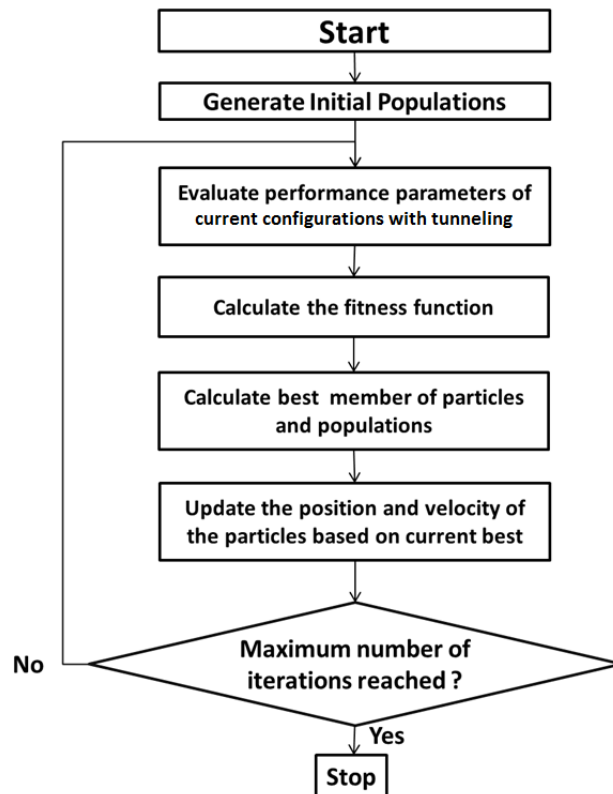 Start
Generate Initial Populations
Evaluate performance parameters of
current configurations with tunneling
Calculate the fitness function
Calculate best member of particles
and populations
Update the position and velocity of
the particles based on current best
Maximum number of
iterations reached ?
No
Yes
Stop